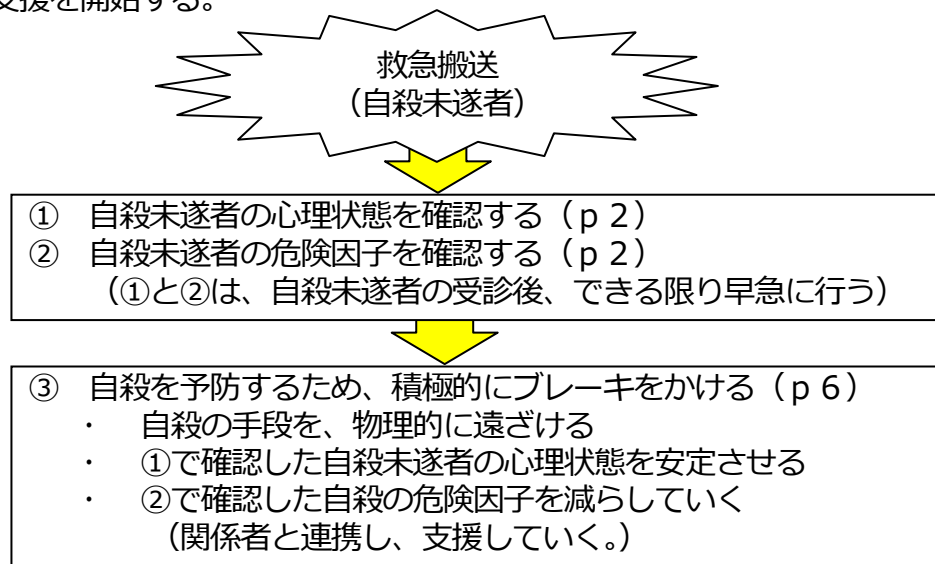 支援を開始する。
救急搬送
（自殺未遂者）
①　自殺未遂者の心理状態を確認する（ｐ２）
②　自殺未遂者の危険因子を確認する（ｐ２）
（①と②は、自殺未遂者の受診後、できる限り早急に行う）
③　自殺を予防するため、積極的にブレーキをかける（ｐ６）
・　自殺の手段を、物理的に遠ざける
・　①で確認した自殺未遂者の心理状態を安定させる
・　②で確認した自殺の危険因子を減らしていく
（関係者と連携し、支援していく。）